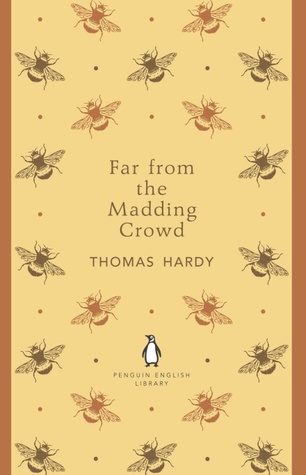 Far from
the
Madding
Crowd
THOMAS HARDY
PENGUIN ENGLISH
LIBRARY